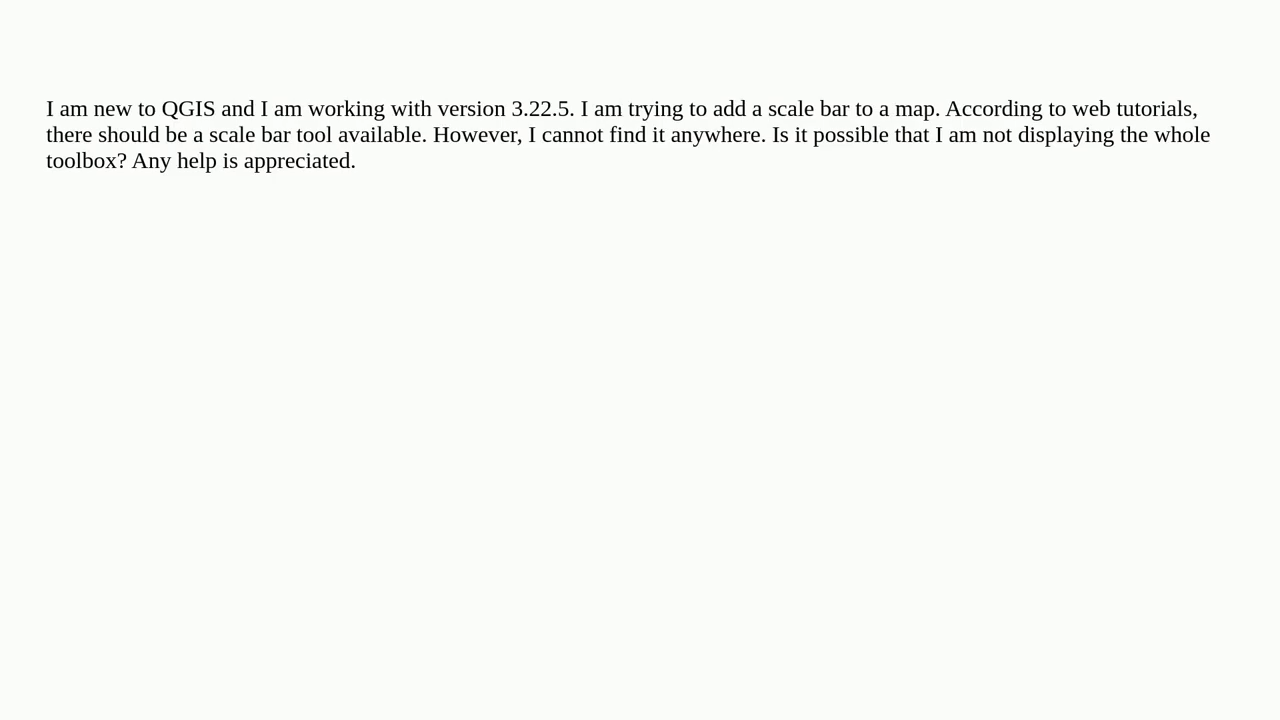 I am new to QGIS and I am working with version 3.22.5. I am trying to add a scale bar to a map. According to web tutorials,
there should be a scale bar tool available. However, I cannot find it anywhere. Is it possible that I am not displaying the whole
toolbox? Any help is appreciated.